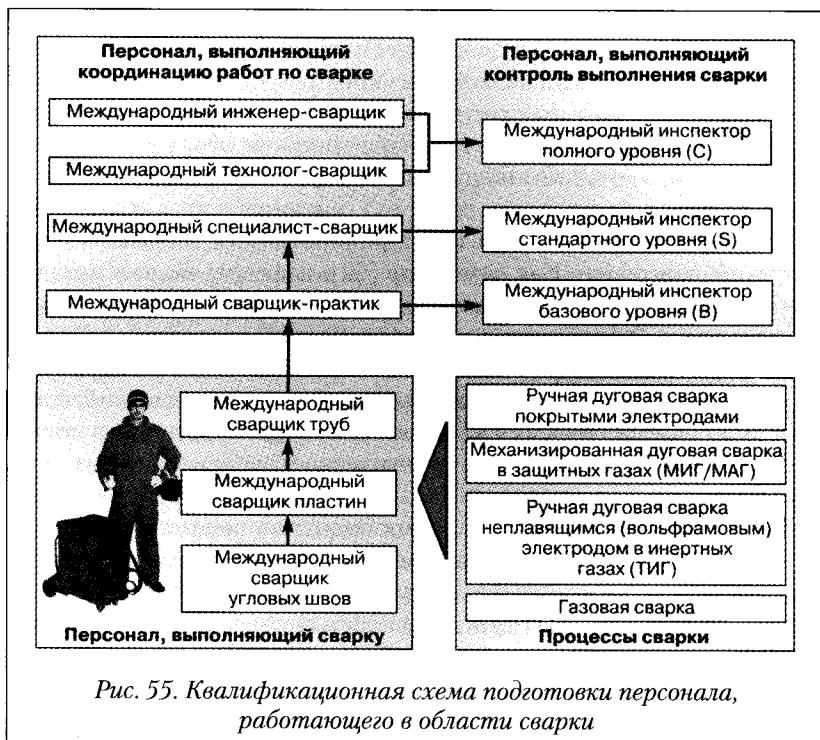 Персонал, выполняющий
координацию работ по сварке
Международный инженер-сварщик
Международный технолог-сварщик
Международный специалист-сварщик
Международный сварщик-практик
Персонал, выполняющий
контроль выполнения сварки
Международный инспектор
полного уровня (С)
Международный инспектор
стандартного уровня (S)
Международный инспектор
базового уровня (В)
Международный
сварщик труб
Международный
сварщик пластин
Международный
сварщик
угловых швов
Персонал, выполняющий сварку
Ручная дуговая сварка
покрытыми электродами
Механизированная дуговая сварка
в защитных газах (МИГ/МАГ)
Ручная дуговая сварка
неплавящимся (вольфрамовым)
электродом в инертных
газах (ТИГ)
Газовая сварка
Процессы сварки
Рис. 55. Квалификационная схема подготовки персонала,
работающего в области сварки